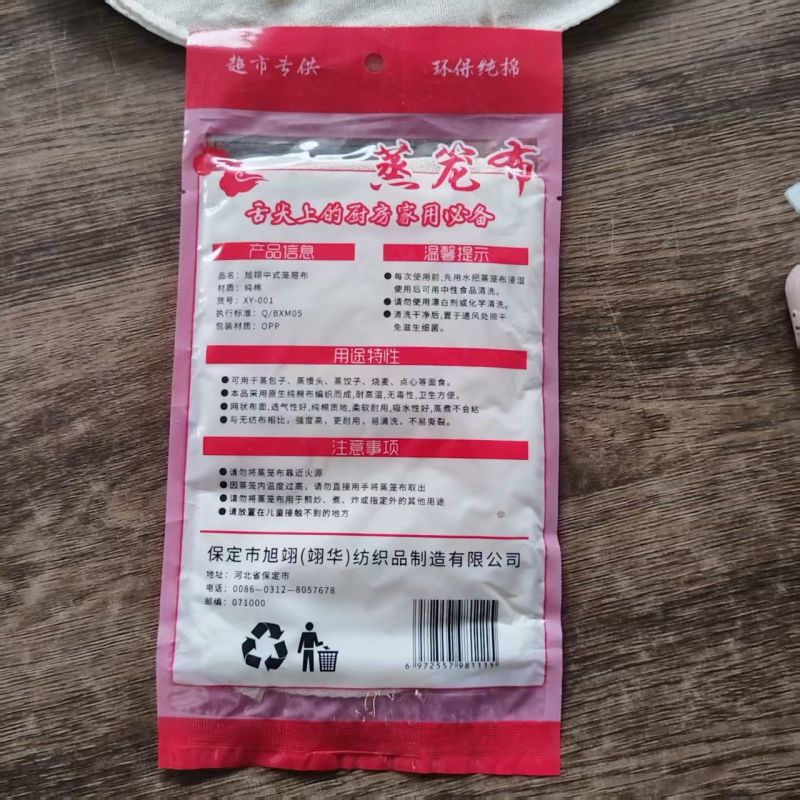 超市专供
环保纯棉
蒸笼布
舌尖上的厨房家用必备
产品信息
品名：旭翊中式笼屉布
材质：纯棉
货号：XY-001
执行标准：Q/BXM05
包装材质：OPP
温馨提示
●每次使用前,先用水把蒸笼布浸湿
使用后可用中性食品清洗。
●请勿使用漂白剂或化学清洗。
●清洗干净后,置于通风处晾干
免滋生细菌。
用途特性
●可用于蒸包子、蒸馒头、蒸饺子、烧麦、点心等面食。
●本品采用原生纯棉布编织而成,耐高温,无毒性,卫生方便。
●网状布面,透气性好,纯棉质地,柔软耐用,吸水性好,蒸煮不会粘
●与无纺布相比，强度高，更耐用，易清洗，不易撕裂。
注意事项
●请勿将蒸笼布靠近火源
●因蒸笼内温度过高，请勿直接用手将蒸笼布取出
●请勿将蒸笼布用于煎炒、煮、炸或指定外的其他用途
●请放置在儿童接触不到的地方
保定市旭翊(翊华)纺织品制造有限公司
地址：河北省保定市
电话：0086-0312-8057678
邮编：071000
6 972557 981115